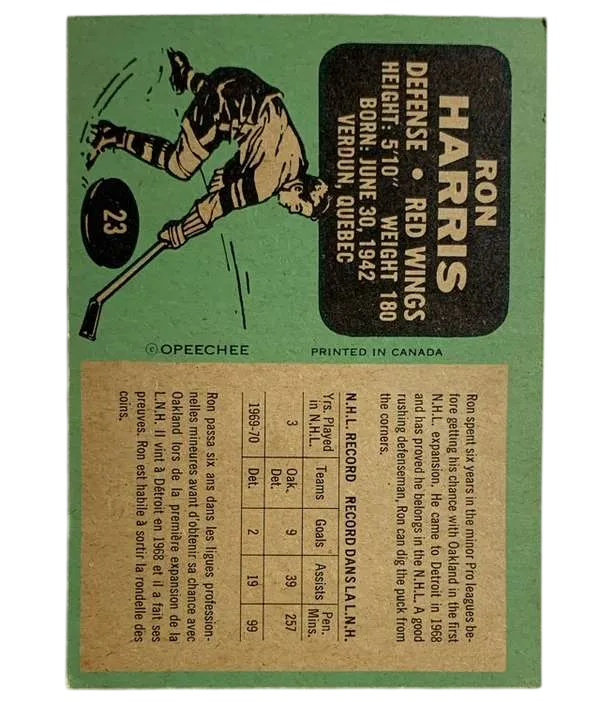 RON
HARRIS
DEFENSE • RED WINGS
HEIGHT: 5'10" WEIGHT 180
BORN: JUNE 30, 1942
VERDUN, QUEBEC
23
© OPEECHEE
PRINTED IN CANADA
Ron spent six years in the minor Pro leagues be-
fore getting his chance with Oakland in the first
N.H.L. expansion. He came to Detroit in 1968
and has proved he belongs in the N.H.L. A good
rushing defenseman, Ron can dig the puck from
the corners.
N.H.L. RECORD RECORD DANS LA L.N.H.
Yrs. Played in N.H.L. Teams Goals Assists Pen. Mins.
3 Oak. Det. 9 39 257
1969-70 Det. 2 19 99
Ron passa six ans dans les ligues profession-
nelles mineures avant d'obtenir sa chance avec
Oakland lors de la première expansion de la
L.N.H. Il vint à Détroit en 1968 et il a fait ses
preuves. Ron est habile à sortir la rondelle des
coins.